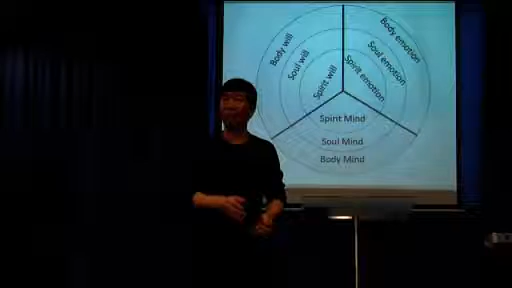 Body will
Soul will
Spirit will
Body emotion
Soul emotion
Spirit emotion
Spirit Mind
Soul Mind
Body Mind